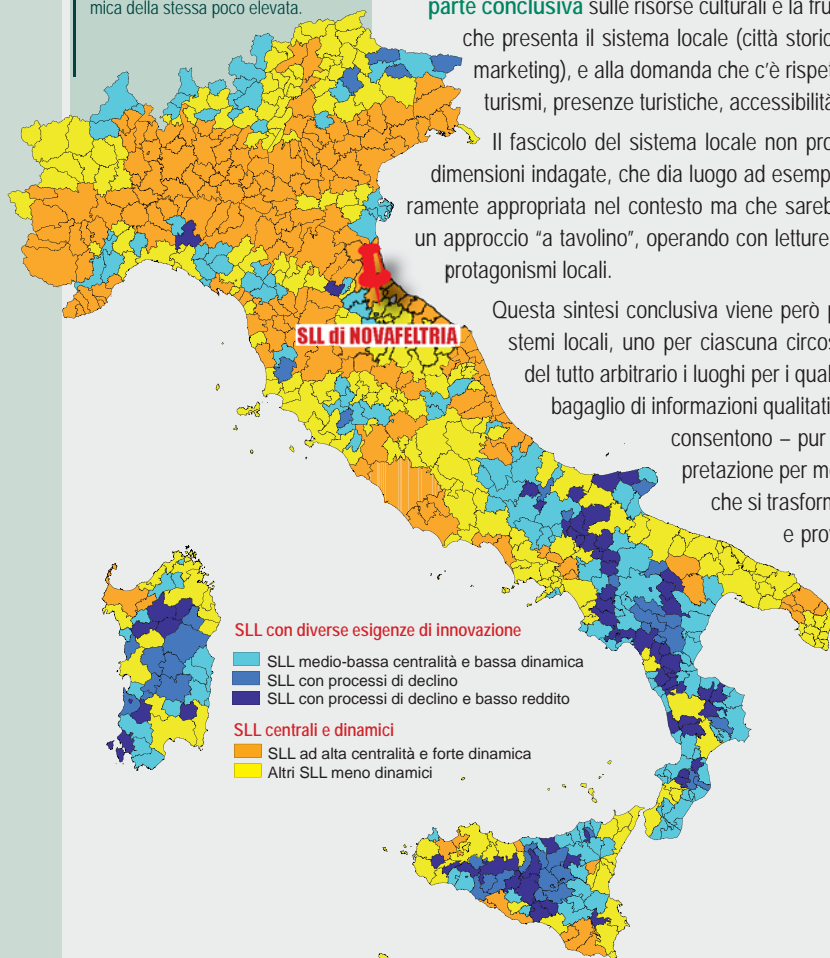 mica della stessa poco elevata.
parte conclusiva sulle risorse culturali e la fru
che presenta il sistema locale (città storic
marketing), e alla domanda che c'è rispet
turismi, presenze turistiche, accessibilità
Il fascicolo del sistema locale non pro
dimensioni indagate, che dia luogo ad esemp
ramente appropriata nel contesto ma che sareb
un approccio "a tavolino", operando con letture
protagonismi locali.
Questa sintesi conclusiva viene però p
stemi locali, uno per ciascuna circos
del tutto arbitrario i luoghi per i qual
bagaglio di informazioni qualitati
consentono – pur
pretazione per me
che si trasform
e prot
SLL di NOVAFELTRIA
SLL con diverse esigenze di innovazione
SLL medio-bassa centralità e bassa dinamica
SLL con processi di declino
SLL con processi di declino e basso reddito
SLL centrali e dinamici
SLL ad alta centralità e forte dinamica
Altri SLL meno dinamici